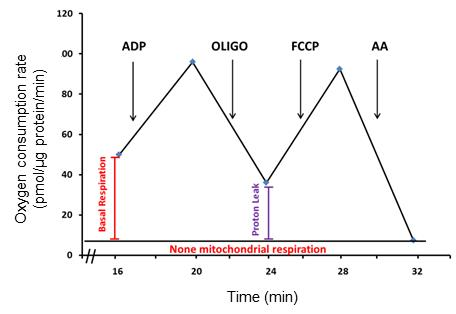 120
00
80
60
40
20
0
Oxygen consumption rate
(pmol/µg protein/min)
ADP
OLIGO
FCCP
AA
Basal Respiration
Proton Leak
None mitochondrial respiration
16
20
24
28
32
Time (min)